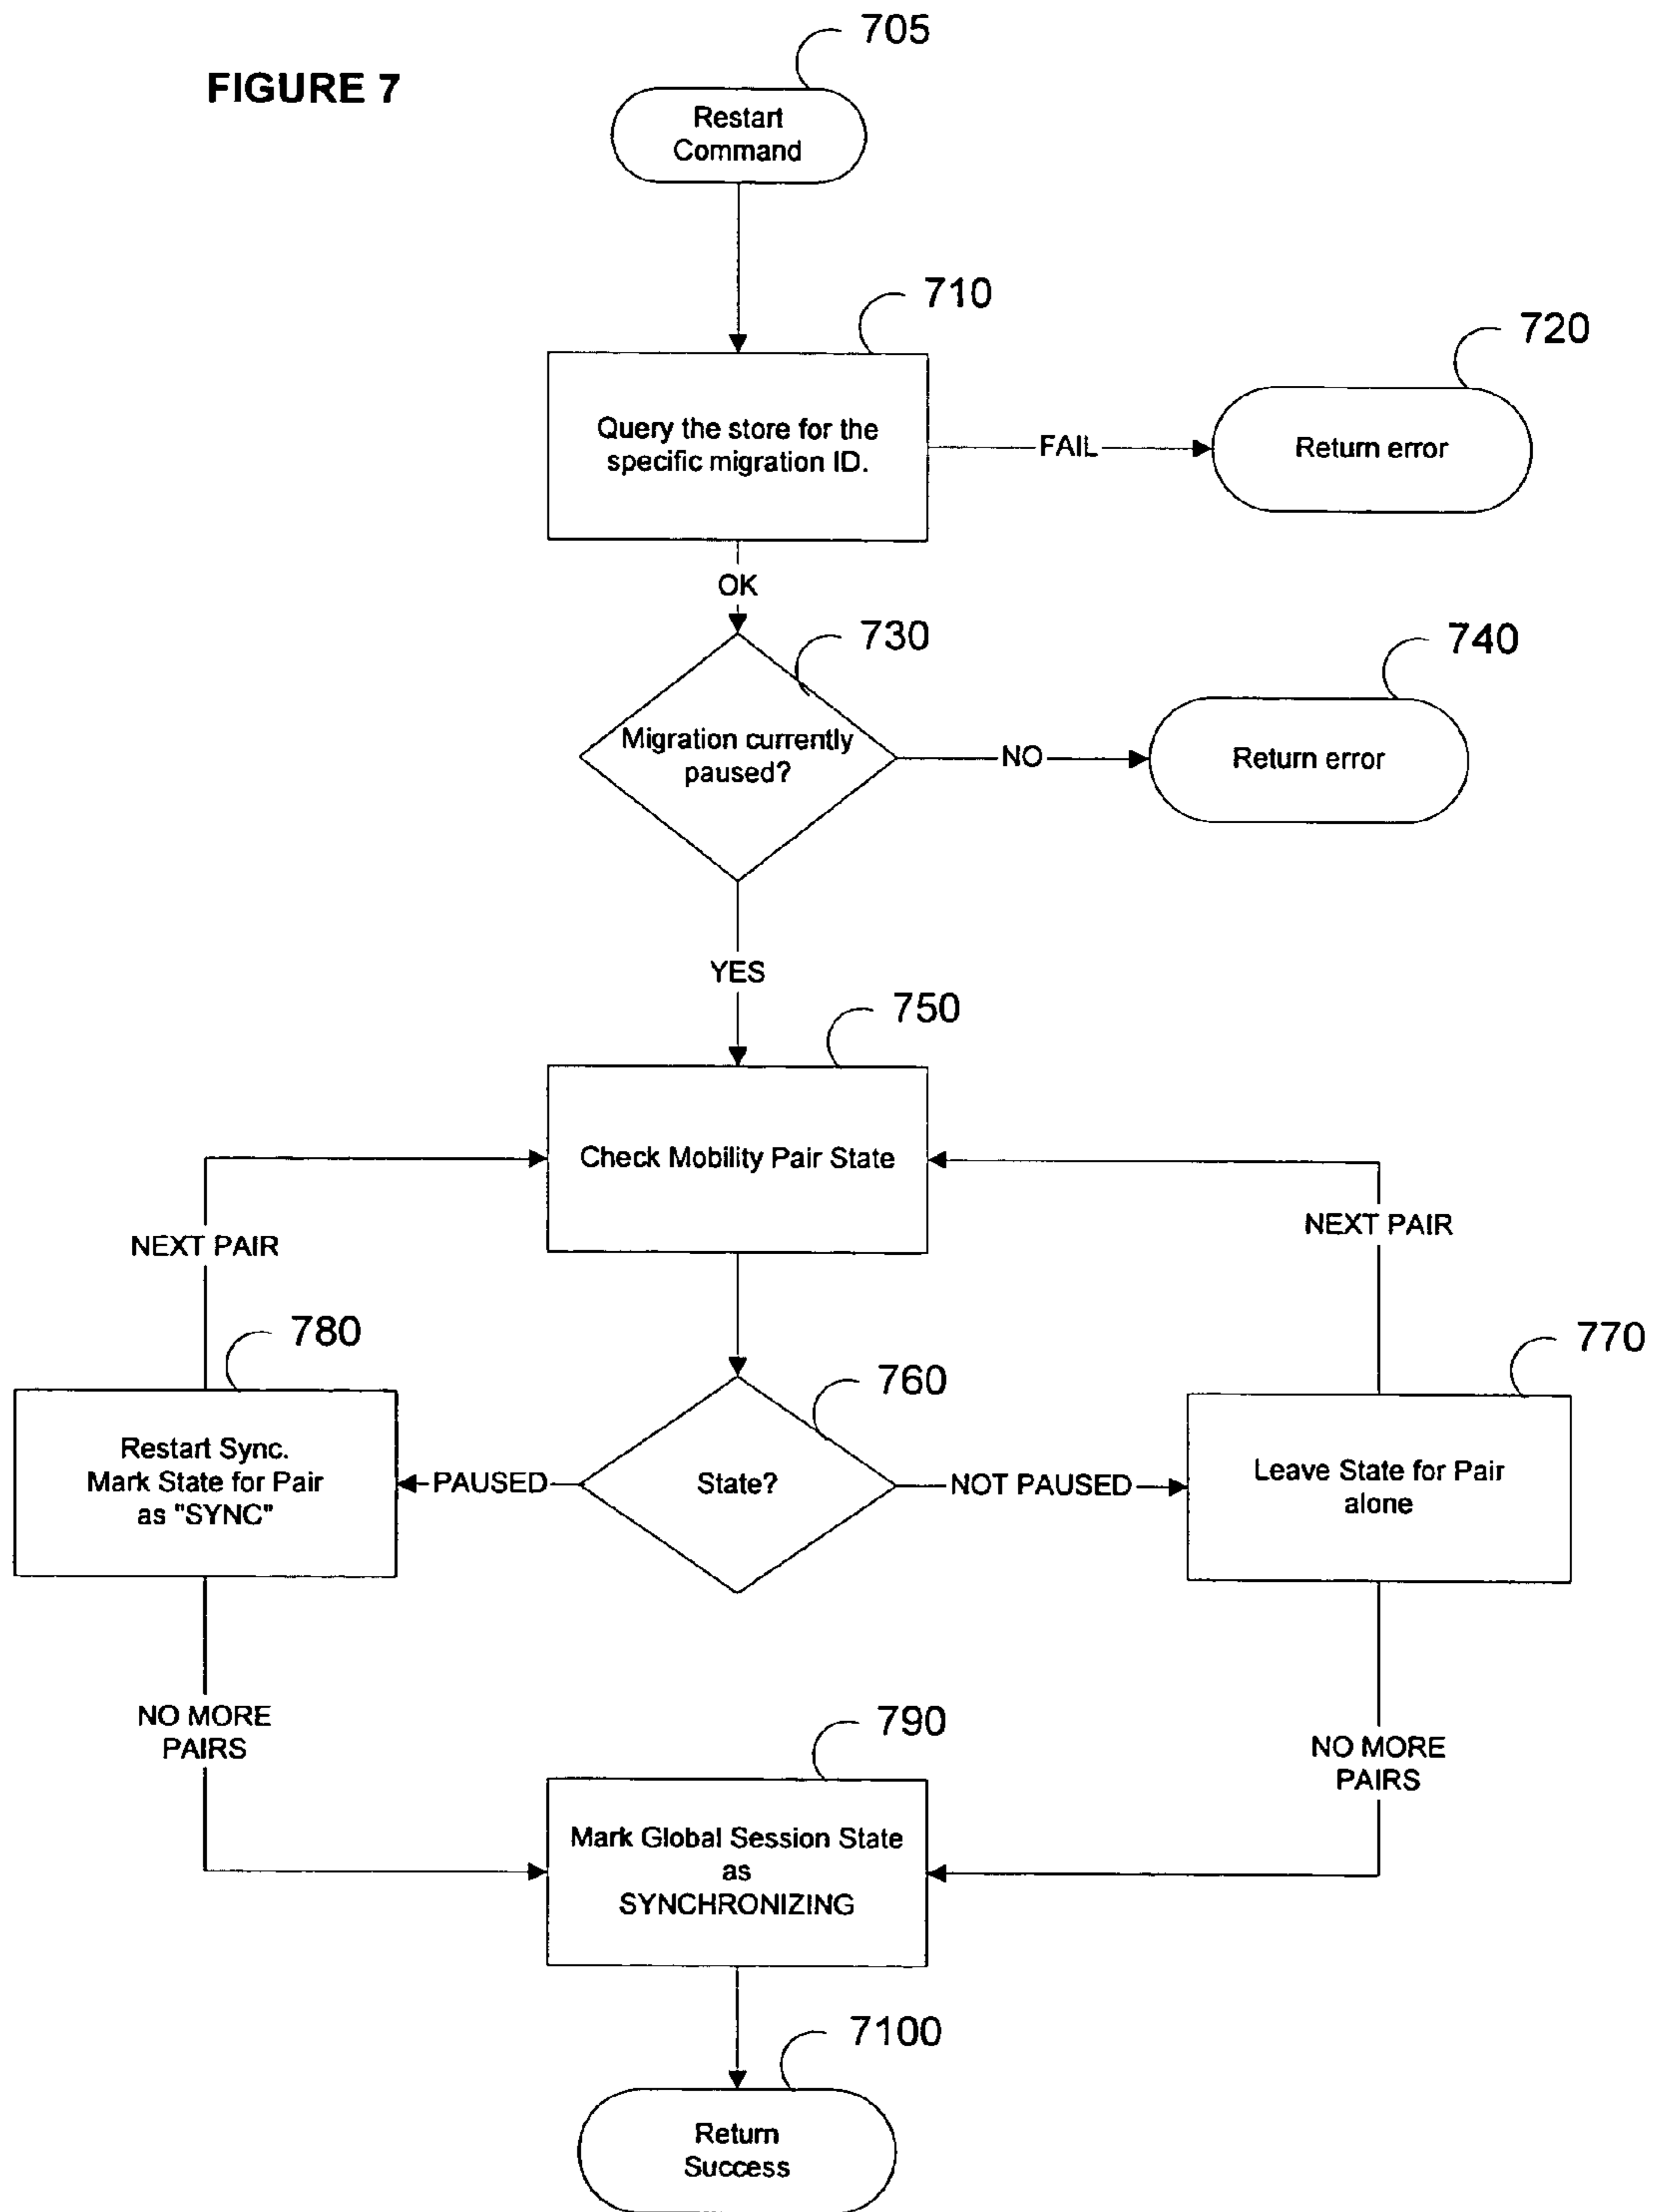 FIGURE 7
705
Restart
Command
710
Query the store for the
specific migration ID.
FAIL
720
Return error
OK
730
Migration currently
paused?
NO
740
Return error
YES
750
Check Mobility Pair State
NEXT PAIR
NEXT PAIR
780
Restart Sync.
Mark State for Pair
as "SYNC"
PAUSED
760
State?
NOT PAUSED
770
Leave State for Pair
alone
NO MORE
PAIRS
NO MORE
PAIRS
790
Mark Global Session State
as
SYNCHRONIZING
7100
Return
Success